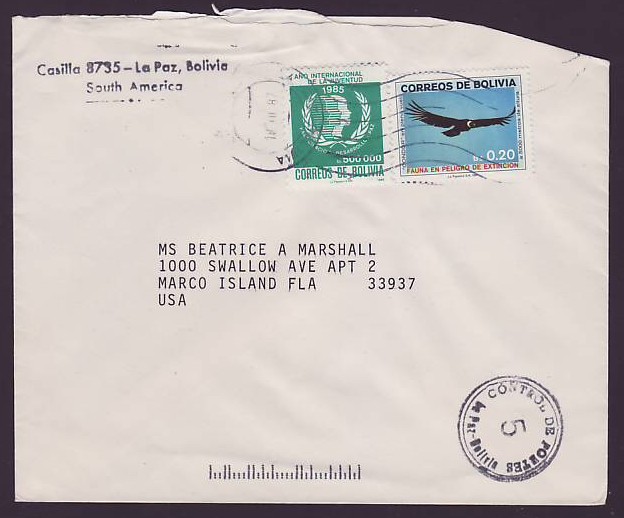 Casilla 8735 - La Paz, Bolivia
South America
AÑO INTERNACIONAL
DE LA JUVENTUD
1985
500.000
CORREOS DE BOLIVIA
CORREOS DE BOLIVIA
0.20
FAUNA EN PELIGRO DE EXTINCION
MS BEATRICE A MARSHALL
1000 SWALLOW AVE APT 2
MARCO ISLAND FLA 33937
USA
CONTROL DE PORTES
5
La Paz - Bolivia